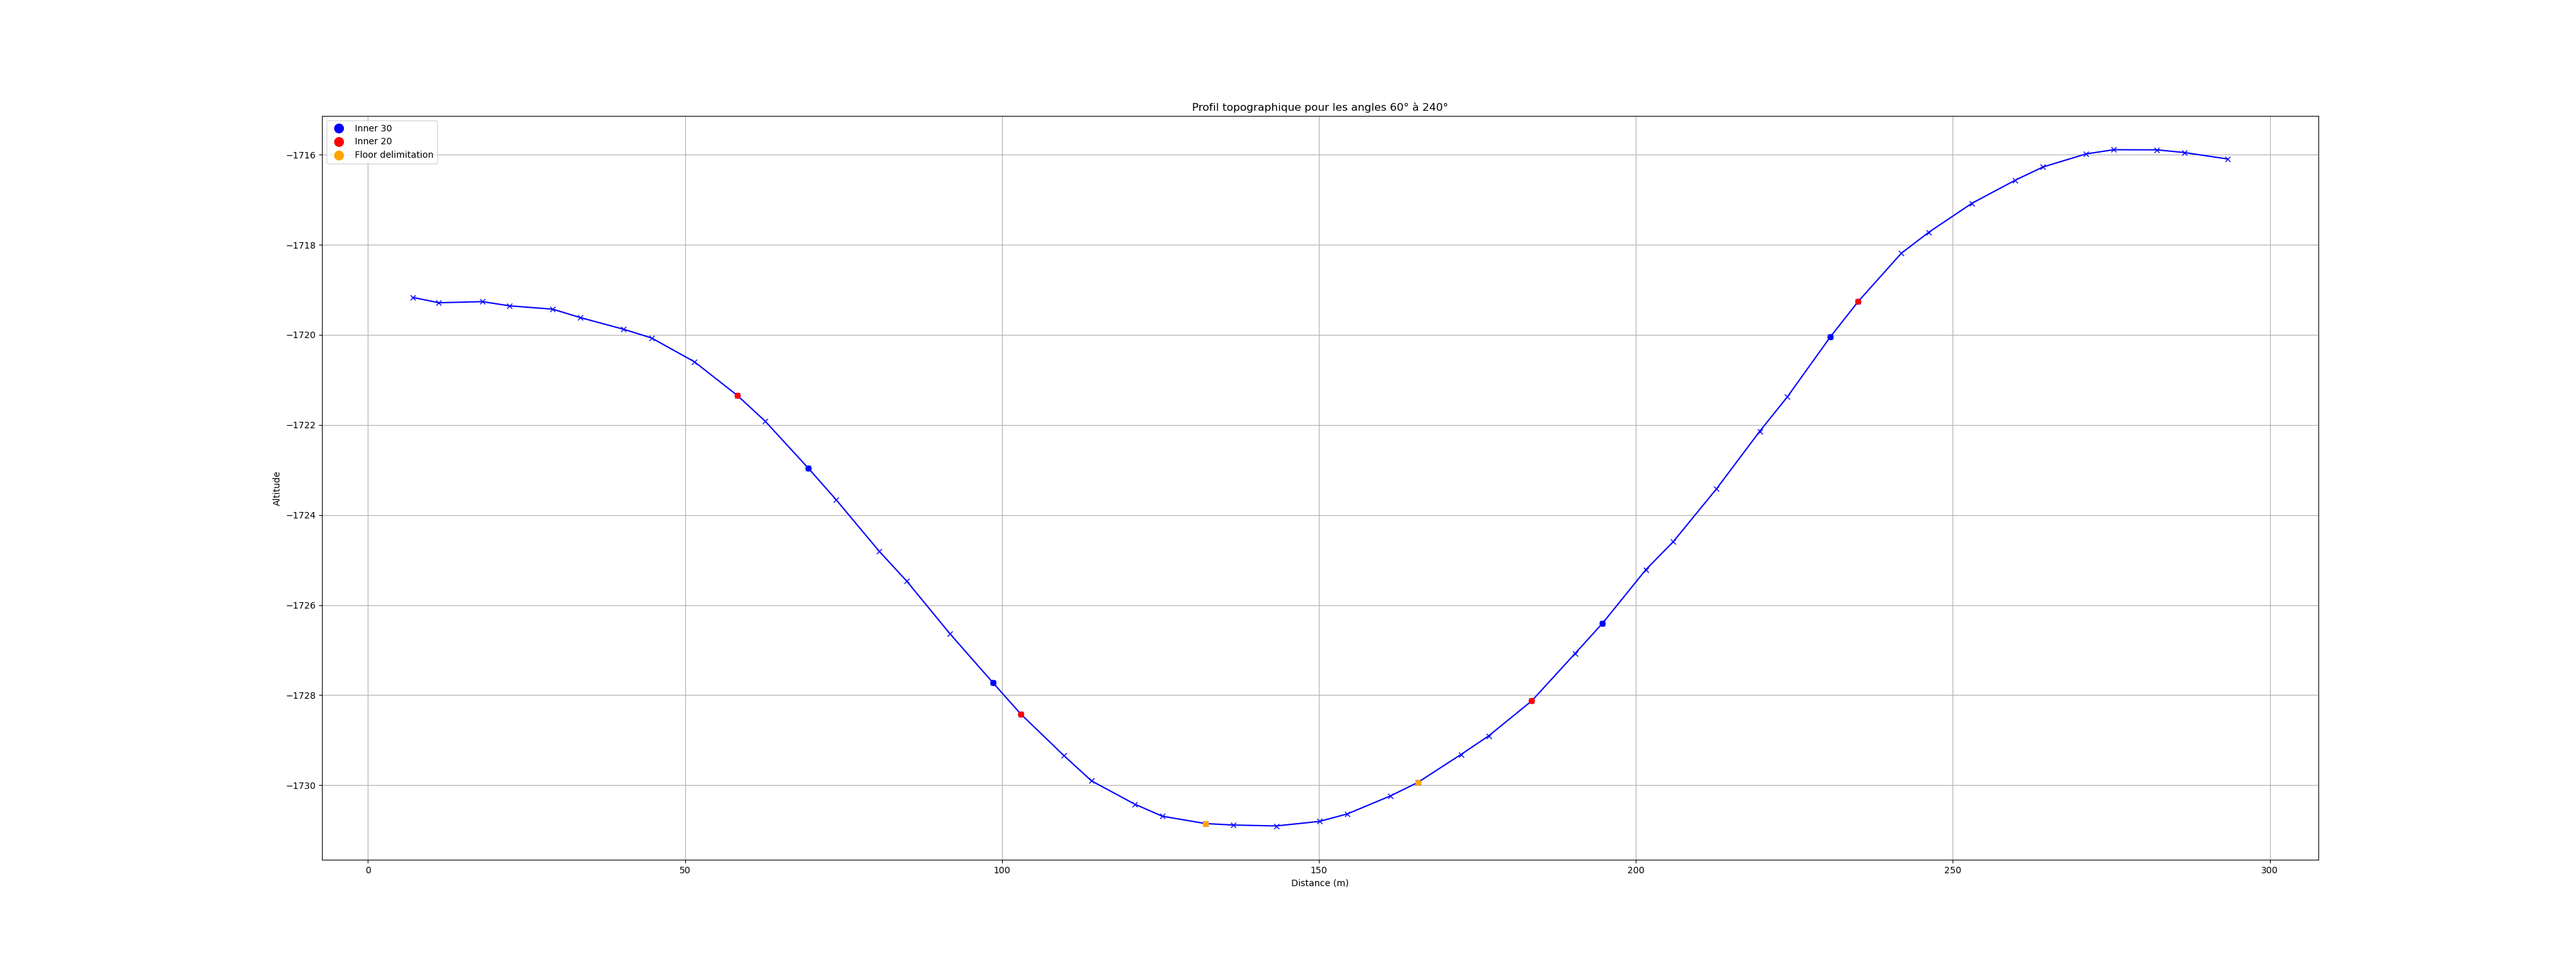 Profil topographique pour les angles 60° à 240°
Inner 30
Inner 20
Floor delimitation
−1716
−1718
−1720
−1722
−1724
−1726
−1728
−1730
Altitude
0 50 100 150 200 250 300
Distance (m)